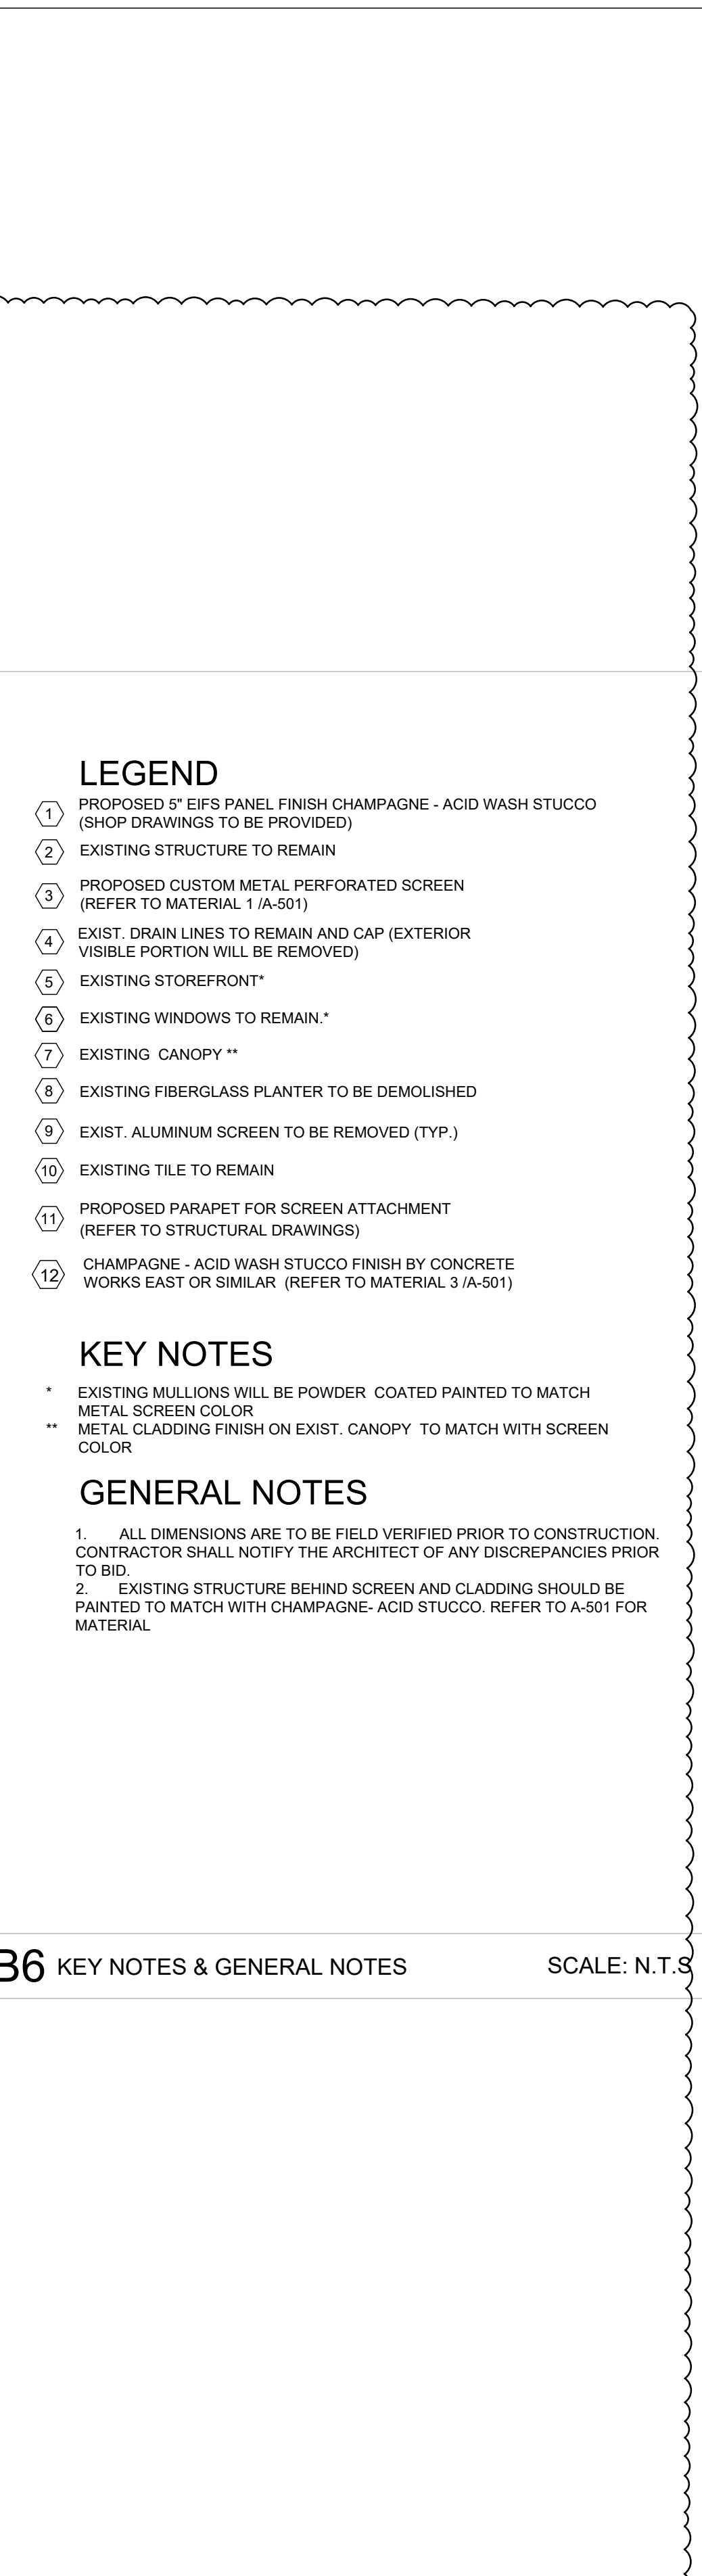 LEGEND
1 PROPOSED 5" EIFS PANEL FINISH CHAMPAGNE - ACID WASH STUCCO
(SHOP DRAWINGS TO BE PROVIDED)
2 EXISTING STRUCTURE TO REMAIN
3 PROPOSED CUSTOM METAL PERFORATED SCREEN
(REFER TO MATERIAL 1 /A-501)
4 EXIST. DRAIN LINES TO REMAIN AND CAP (EXTERIOR
VISIBLE PORTION WILL BE REMOVED)
5 EXISTING STOREFRONT*
6 EXISTING WINDOWS TO REMAIN.*
7 EXISTING CANOPY **
8 EXISTING FIBERGLASS PLANTER TO BE DEMOLISHED
9 EXIST. ALUMINUM SCREEN TO BE REMOVED (TYP.)
10 EXISTING TILE TO REMAIN
11 PROPOSED PARAPET FOR SCREEN ATTACHMENT
(REFER TO STRUCTURAL DRAWINGS)
12 CHAMPAGNE - ACID WASH STUCCO FINISH BY CONCRETE
WORKS EAST OR SIMILAR (REFER TO MATERIAL 3 /A-501)
KEY NOTES
* EXISTING MULLIONS WILL BE POWDER COATED PAINTED TO MATCH
METAL SCREEN COLOR
** METAL CLADDING FINISH ON EXIST. CANOPY TO MATCH WITH SCREEN
COLOR
GENERAL NOTES
1. ALL DIMENSIONS ARE TO BE FIELD VERIFIED PRIOR TO CONSTRUCTION.
CONTRACTOR SHALL NOTIFY THE ARCHITECT OF ANY DISCREPANCIES PRIOR
TO BID.
2. EXISTING STRUCTURE BEHIND SCREEN AND CLADDING SHOULD BE
PAINTED TO MATCH WITH CHAMPAGNE- ACID STUCCO. REFER TO A-501 FOR
MATERIAL
B6 KEY NOTES & GENERAL NOTES SCALE: N.T.S